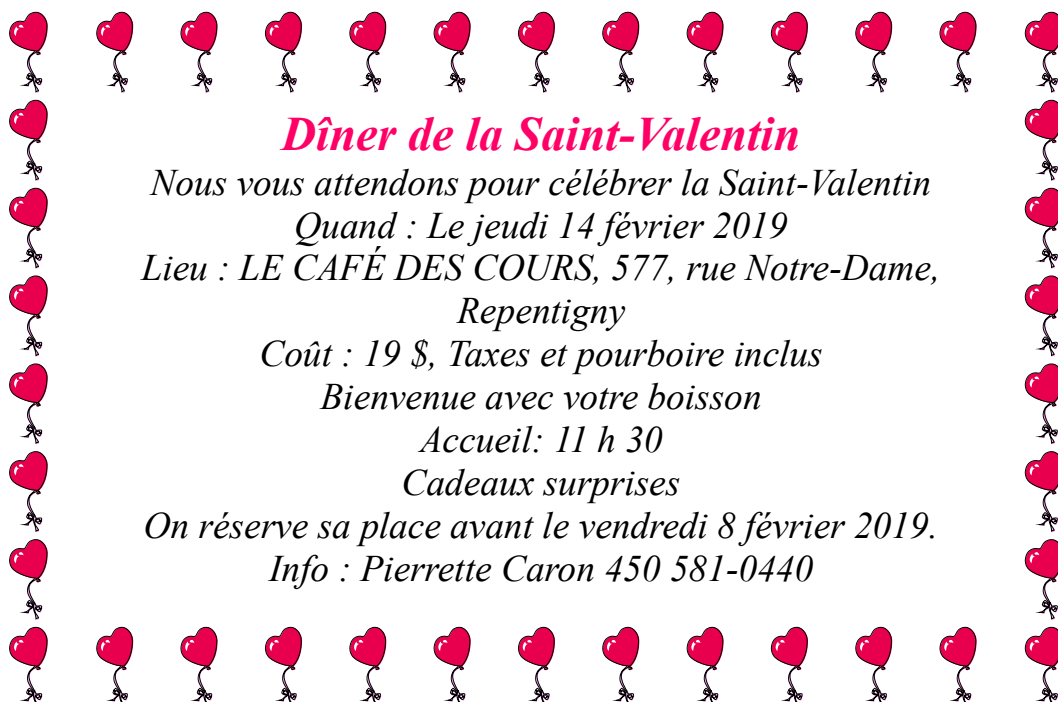 Dîner de la Saint-Valentin
Nous vous attendons pour célébrer la Saint-Valentin
Quand : Le jeudi 14 février 2019
Lieu : LE CAFÉ DES COURS, 577, rue Notre-Dame,
Repentigny
Coût : 19 $, Taxes et pourboire inclus
Bienvenue avec votre boisson
Accueil: 11 h 30
Cadeaux surprises
On réserve sa place avant le vendredi 8 février 2019.
Info : Pierrette Caron 450 581-0440